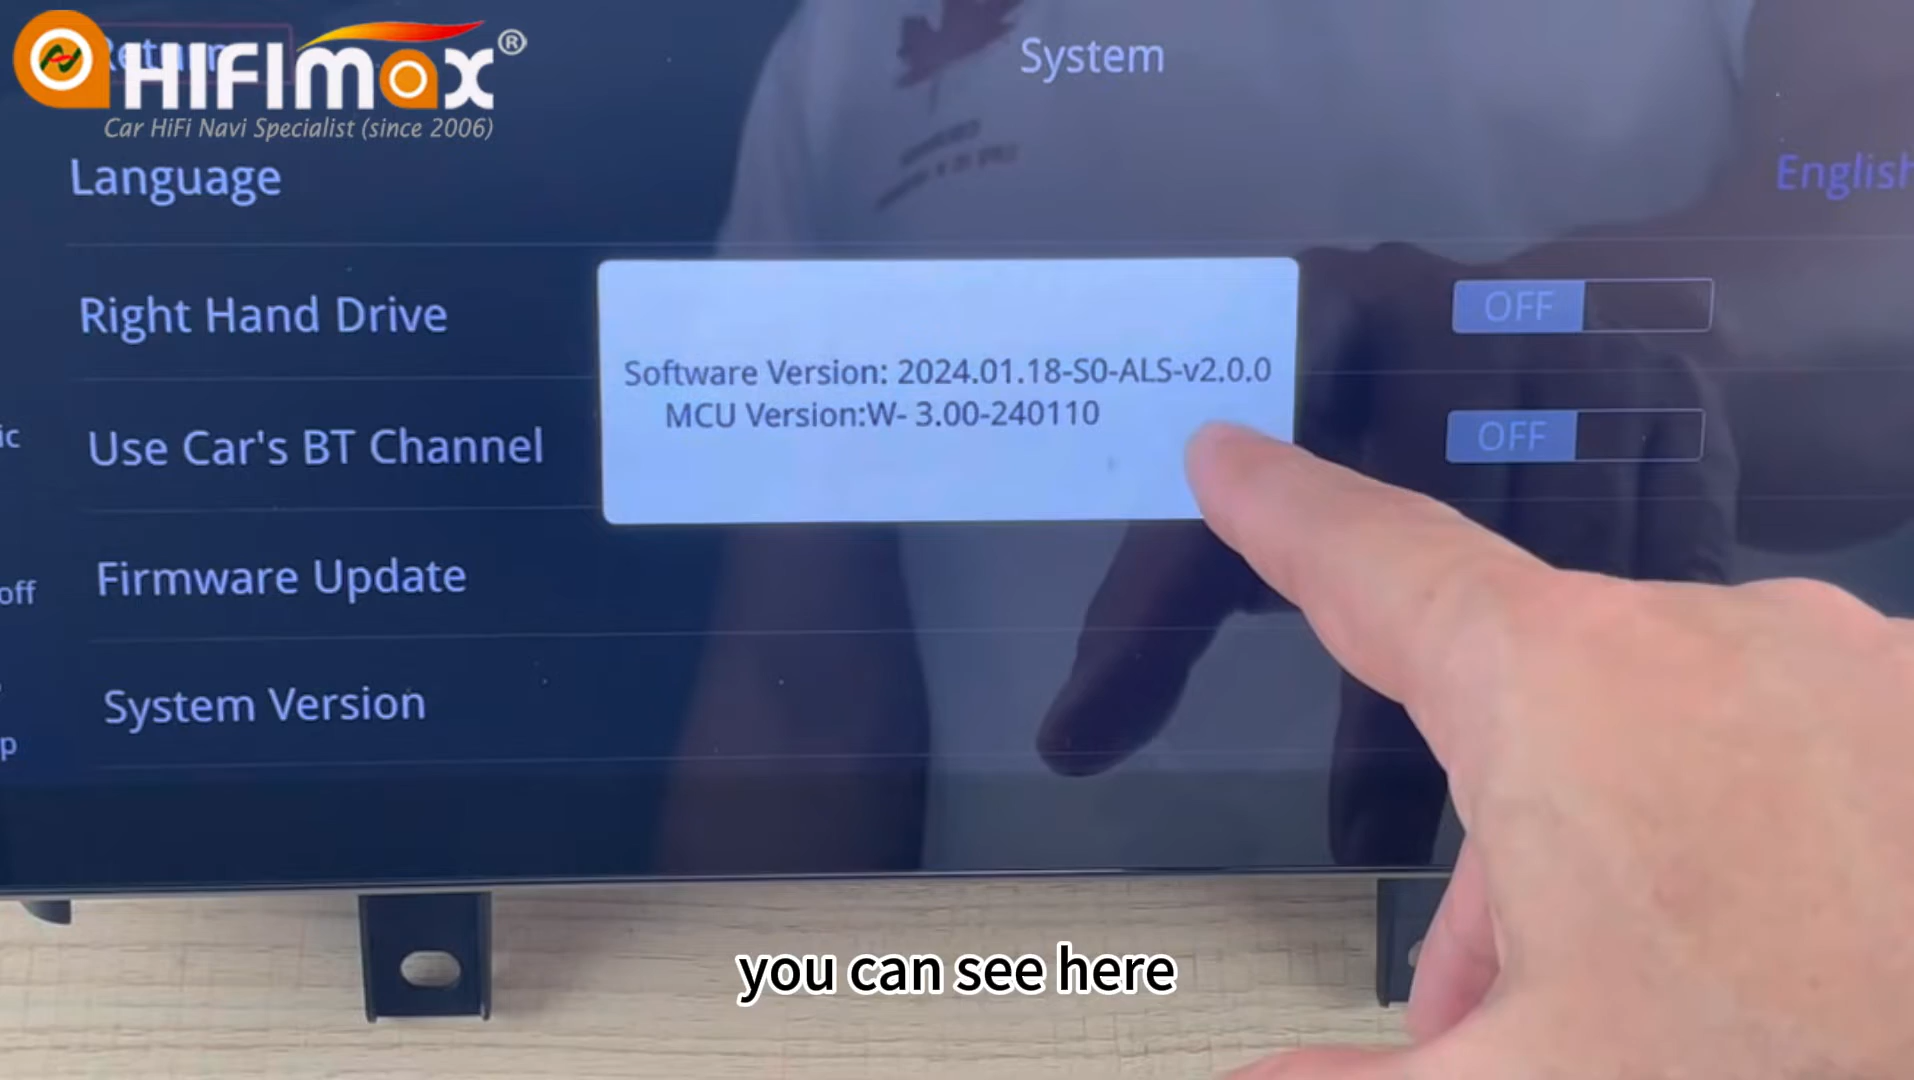 HIFIMAX®
Car HiFi Navi Specialist (since 2006)
System
Language
English
Right Hand Drive
OFF
Software Version: 2024.01.18-S0-ALS-v2.0.0
MCU Version:W- 3.00-240110
Use Car's BT Channel
OFF
ic
Firmware Update
off
System Version
p
you can see here